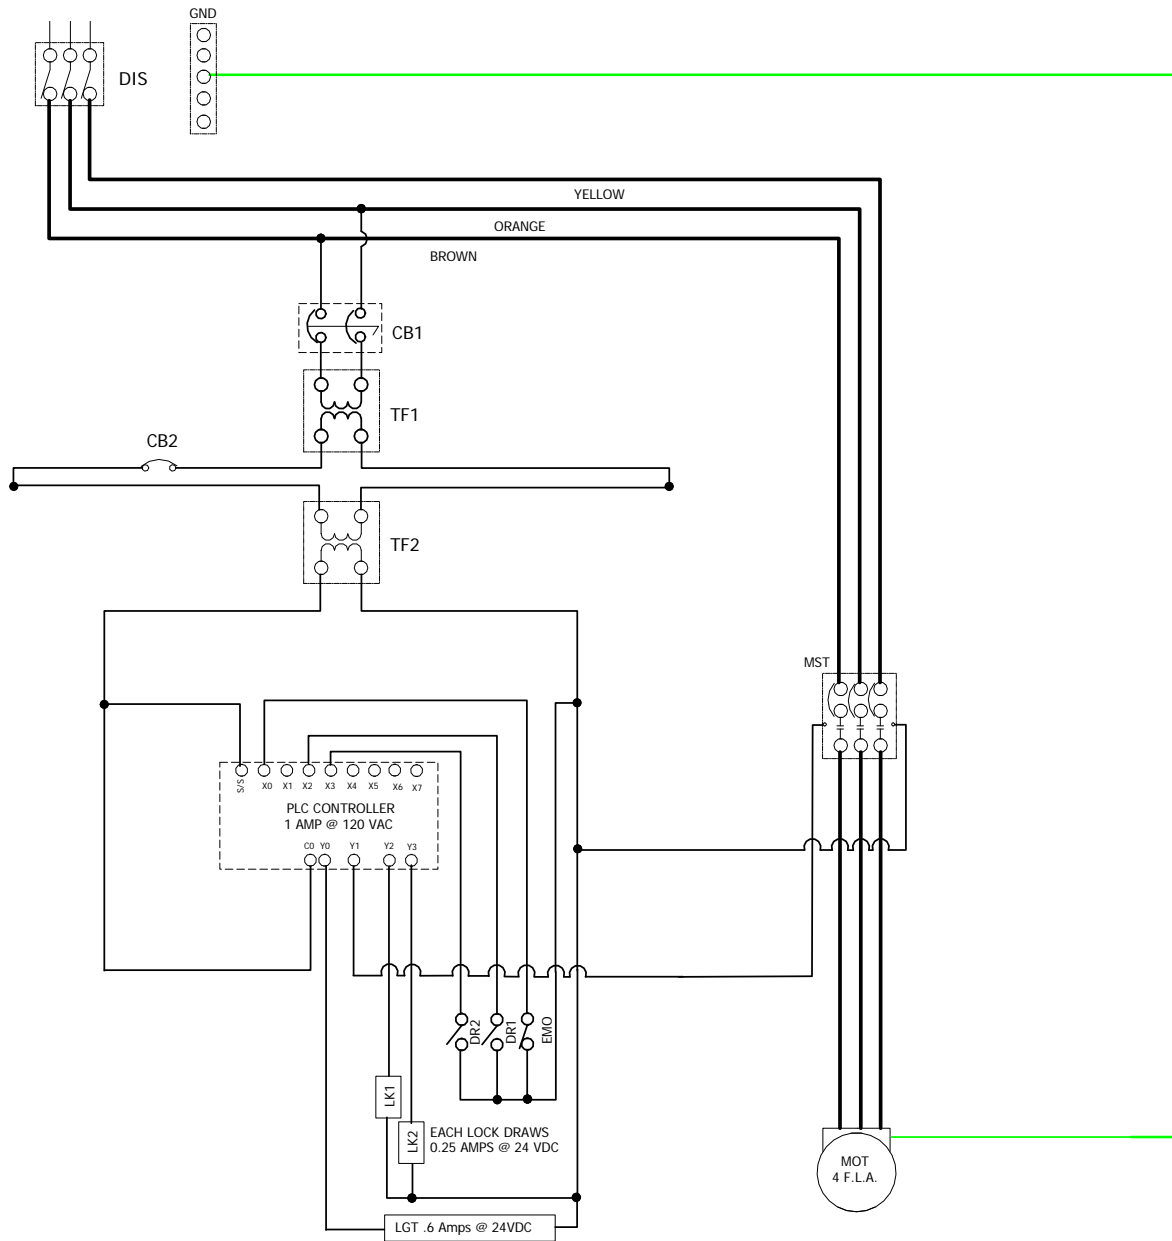 GND
DIS
YELLOW
ORANGE
BROWN
CB1
TF1
CB2
TF2
MST
S/S X0 X1 X2 X3 X4 X5 X6 X7
PLC CONTROLLER
1 AMP @ 120 VAC
C0 Y0 Y1 Y2 Y3
DR2
DR1
EMO
LK1
LK2
EACH LOCK DRAWS
0.25 AMPS @ 24 VDC
MOT
4 F.L.A.
LGT .6 Amps @ 24VDC